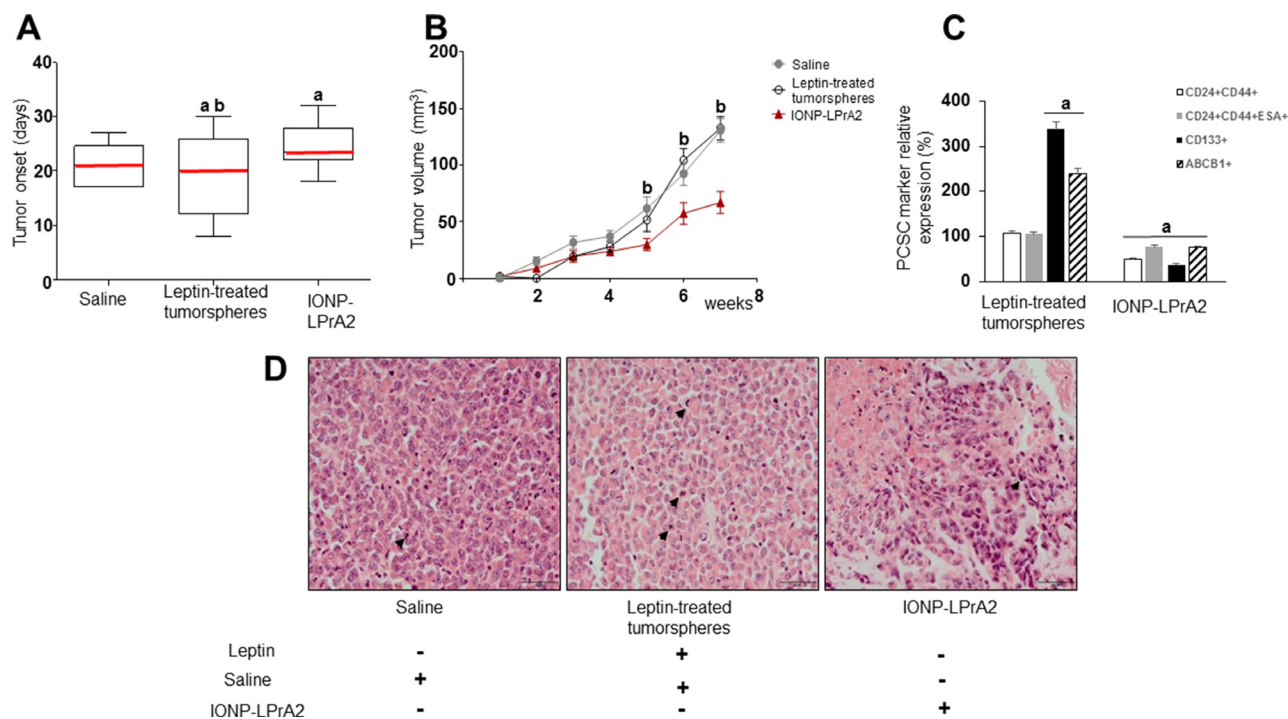 A
Tumor onset (days)
40
30
20
10
0
a b
a
Saline
Leptin-treated
tumorspheres
IONP-
LPrA2
B
Tumor volume (mm³)
200
150
100
50
0
b
b
b
2
4
6
8
weeks
Saline
Leptin-treated
tumorspheres
IONP-LPrA2
C
PCSC marker relative
expression (%)
400
300
200
100
0
a
a
CD24+CD44+
CD24+CD44+ESA+
CD133+
ABCB1+
Leptin-treated
tumorspheres
IONP-LPrA2
D
Saline
Leptin-treated
tumorspheres
IONP-LPrA2
Leptin - + -
Saline + + -
IONP-LPrA2 - - +